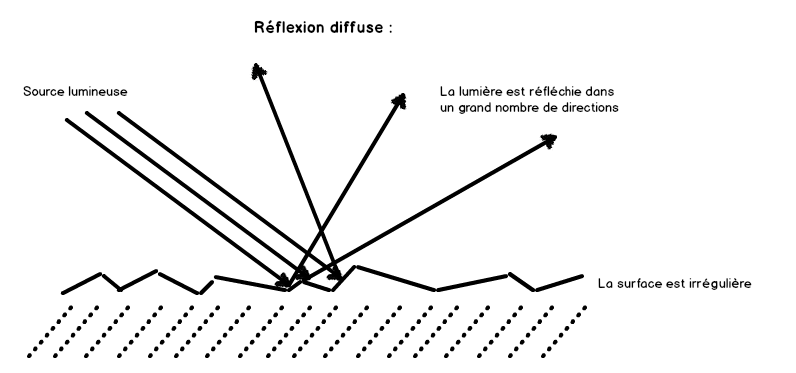 Réflexion diffuse :
Source lumineuse
La lumière est réfléchie dans
un grand nombre de directions
La surface est irrégulière